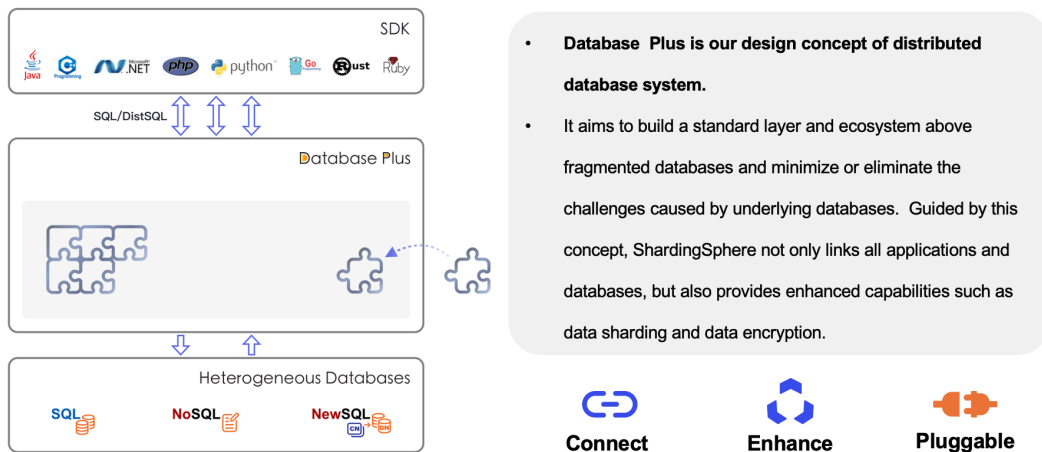 SDK
Java
C++
Programming
Microsoft
.NET
php
python
Go
Rust
Ruby
SQL/DistSQL
Database Plus
Heterogeneous Databases
SQL
NoSQL
NewSQL
CN
DN
• Database Plus is our design concept of distributed
database system.
• It aims to build a standard layer and ecosystem above
fragmented databases and minimize or eliminate the
challenges caused by underlying databases. Guided by this
concept, ShardingSphere not only links all applications and
databases, but also provides enhanced capabilities such as
data sharding and data encryption.
Connect
Enhance
Pluggable